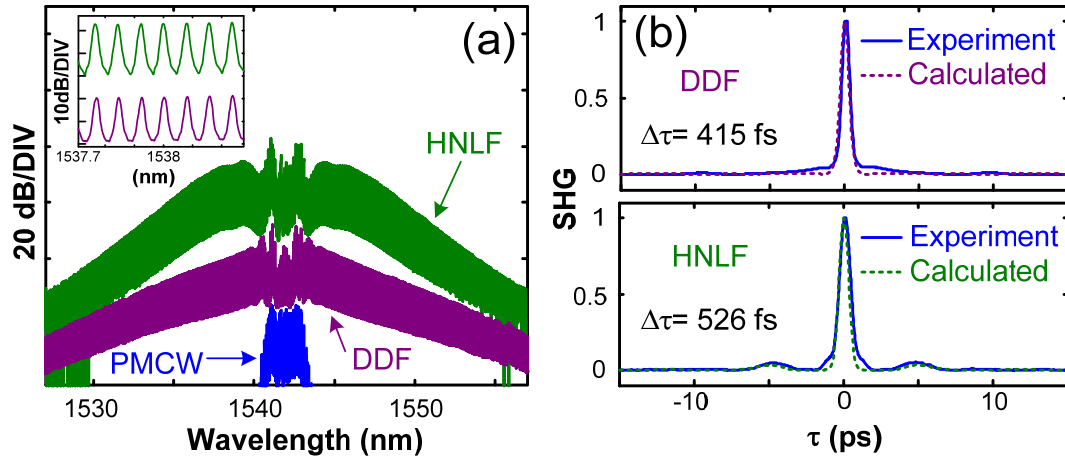 (a)
10dB/DIV
1537.7
1538
(nm)
20 dB/DIV
HNLF
PMCW
DDF
1530
1540
1550
Wavelength (nm)
(b)
1
0.5
0
Experiment
Calculated
DDF
Δτ= 415 fs
SHG
1
0.5
0
Experiment
Calculated
HNLF
Δτ= 526 fs
-10
0
10
τ (ps)